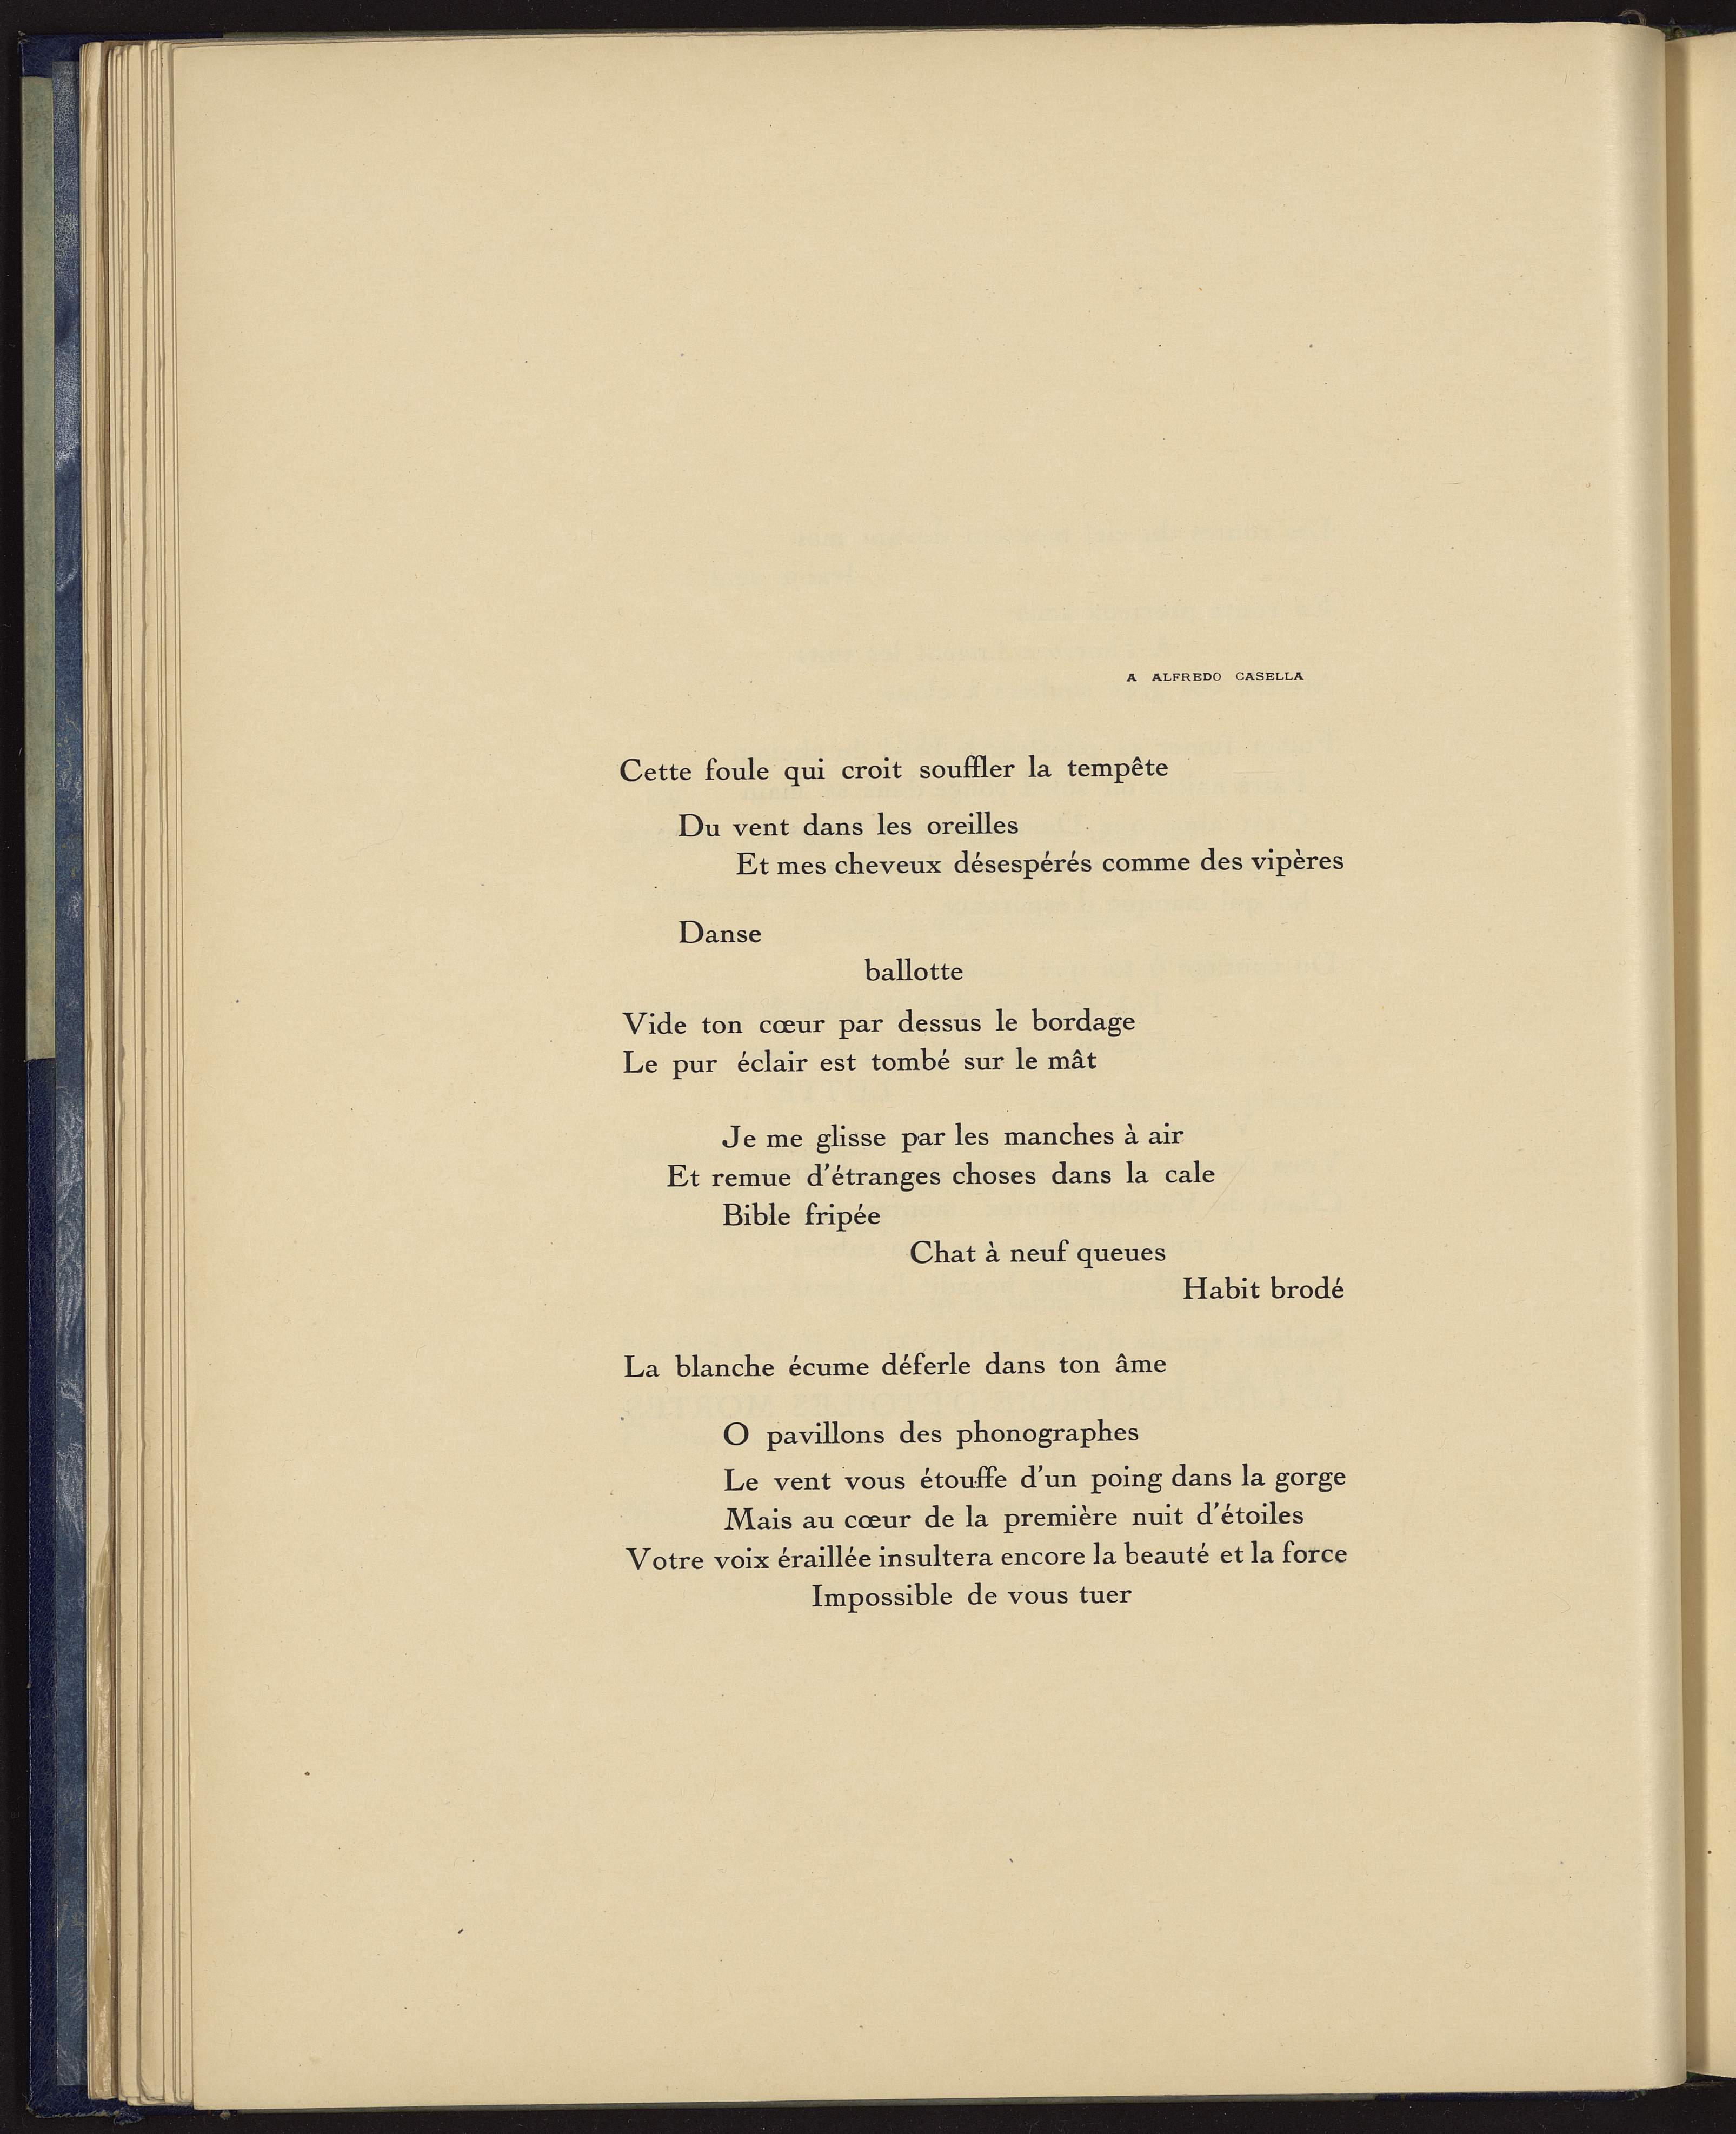 A ALFREDO CASELLA
Cette foule qui croit souffler la tempête
Du vent dans les oreilles
Et mes cheveux désespérés comme des vipères
Danse
ballotte
Vide ton cœur par dessus le bordage
Le pur éclair est tombé sur le mât
Je me glisse par les manches à air
Et remue d'étranges choses dans la cale
Bible fripée
Chat à neuf queues
Habit brodé
La blanche écume déferle dans ton âme
O pavillons des phonographes
Le vent vous étouffe d'un poing dans la gorge
Mais au cœur de la première nuit d'étoiles
Votre voix éraillée insultera encore la beauté et la force
Impossible de vous tuer